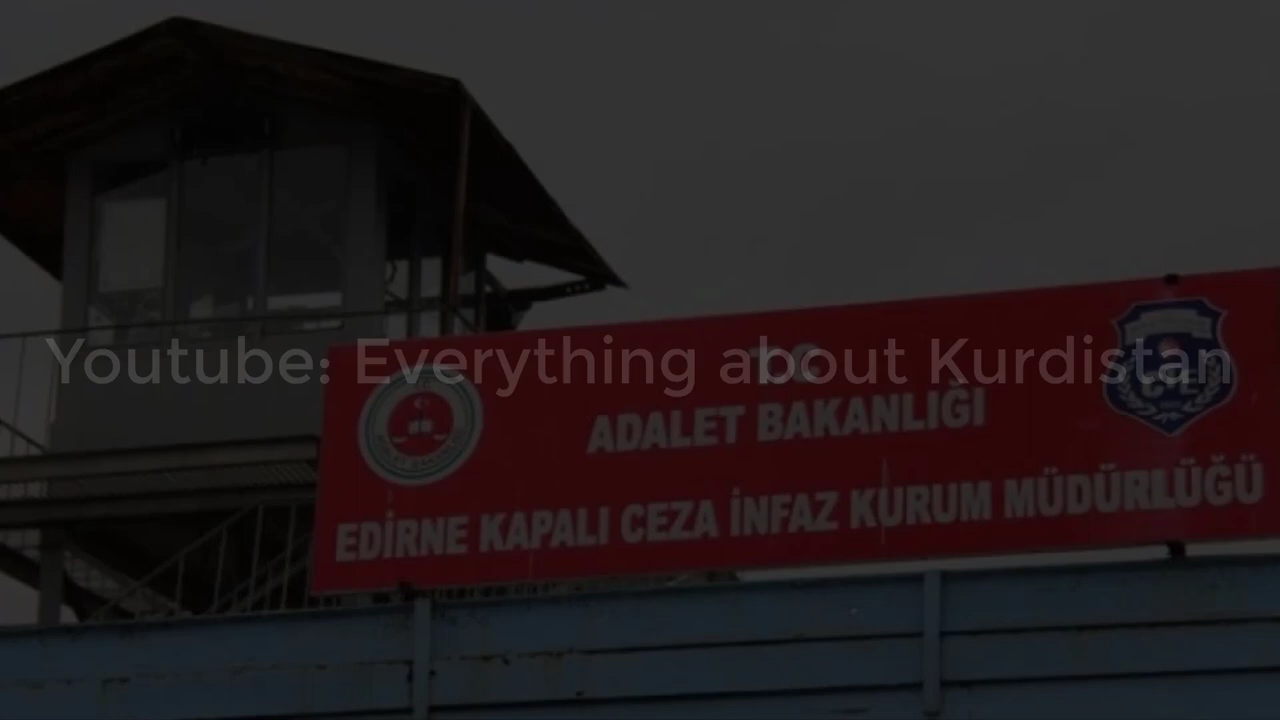 Youtube: Everything about Kurdistan
T.C.
ADALET BAKANLIĞI
EDİRNE KAPALI CEZA İNFAZ KURUM MÜDÜRLÜĞÜ